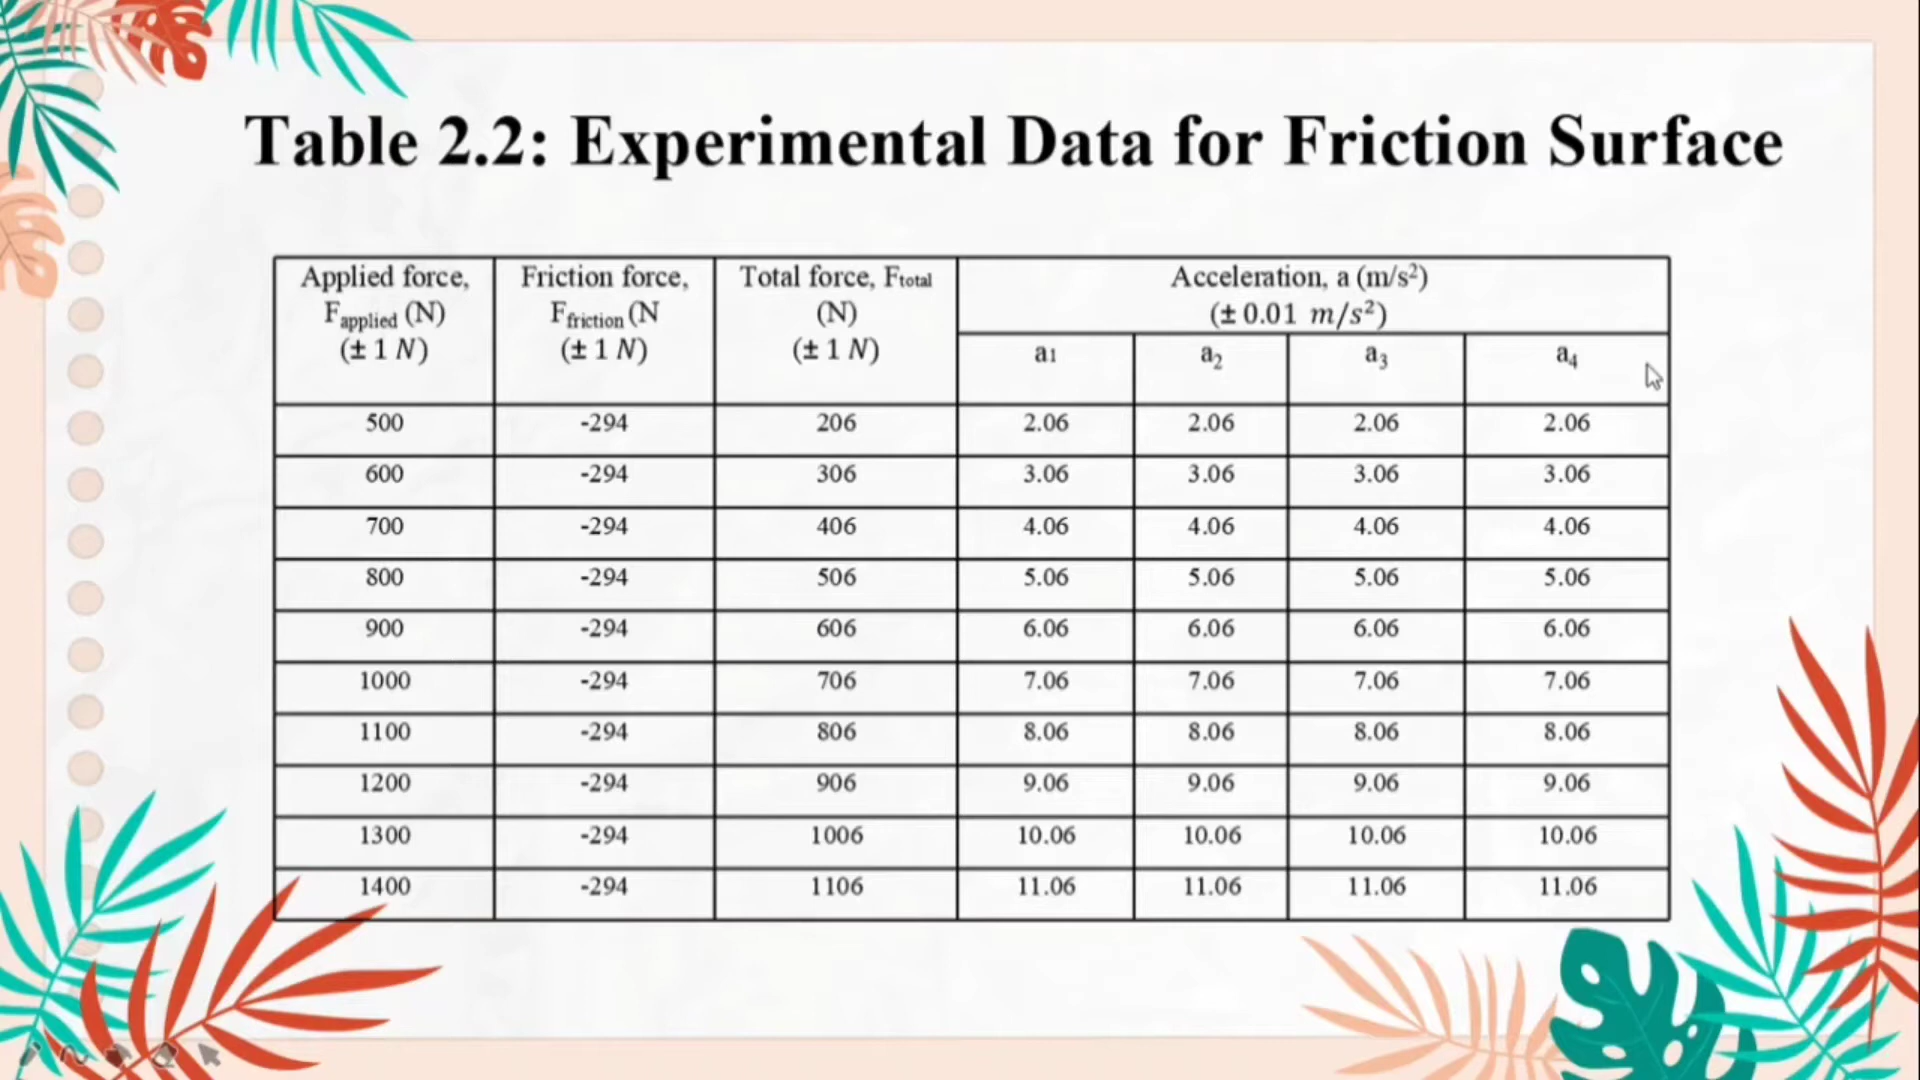 Table 2.2: Experimental Data for Friction Surface
Applied force, Friction force, Total force, Ftotal Acceleration, a (m/s²)
Fapplied (N) Ffriction (N (N) (± 0.01 m/s²)
(± 1 N) (± 1 N) (± 1 N) a1 a2 a3 a4
500 -294 206 2.06 2.06 2.06 2.06
600 -294 306 3.06 3.06 3.06 3.06
700 -294 406 4.06 4.06 4.06 4.06
800 -294 506 5.06 5.06 5.06 5.06
900 -294 606 6.06 6.06 6.06 6.06
1000 -294 706 7.06 7.06 7.06 7.06
1100 -294 806 8.06 8.06 8.06 8.06
1200 -294 906 9.06 9.06 9.06 9.06
1300 -294 1006 10.06 10.06 10.06 10.06
1400 -294 1106 11.06 11.06 11.06 11.06